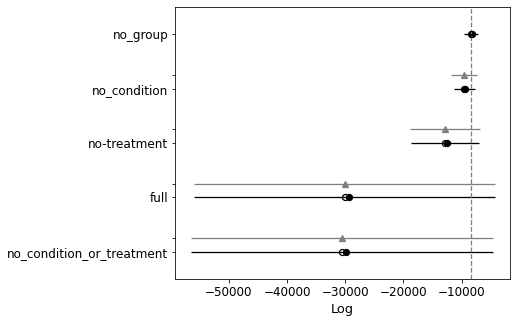 no_group
no_condition
no-treatment
full
no_condition_or_treatment
−50000 −40000 −30000 −20000 −10000
Log